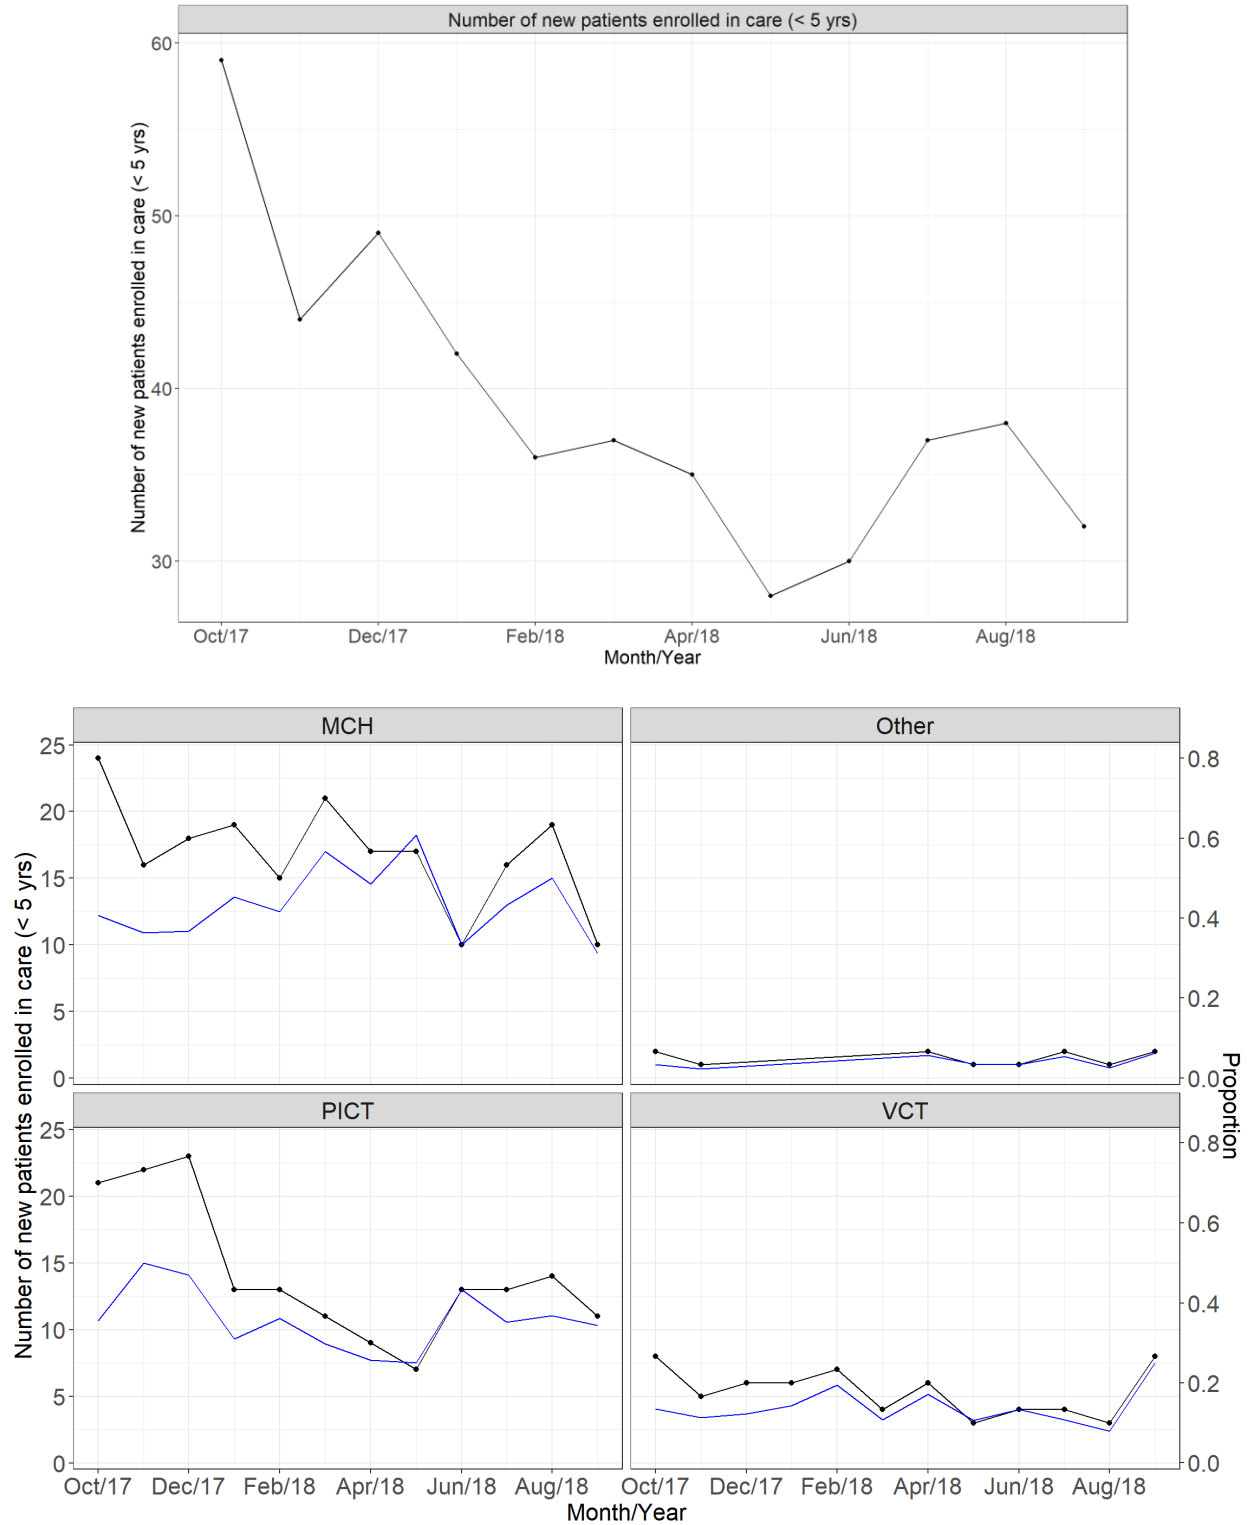 Number of new patients enrolled in care (< 5 yrs)
Number of new patients enrolled in care (< 5 yrs)
60
50
40
30
Oct/17 Dec/17 Feb/18 Apr/18 Jun/18 Aug/18
Month/Year
MCH Other
Number of new patients enrolled in care (< 5 yrs)
25
20
15
10
5
0
0.8
0.6
0.4
0.2
0.0
Proportion
PICT VCT
25
20
15
10
5
0
0.8
0.6
0.4
0.2
0.0
Oct/17 Dec/17 Feb/18 Apr/18 Jun/18 Aug/18 Oct/17 Dec/17 Feb/18 Apr/18 Jun/18 Aug/18
Month/Year